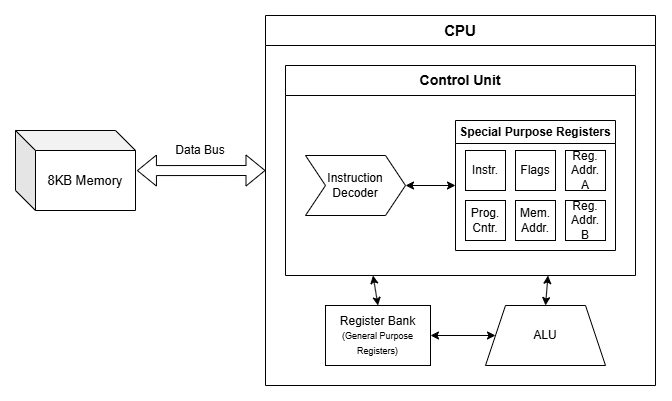 CPU
Control Unit
Special Purpose Registers
Data Bus
8KB Memory
Instruction
Decoder
Instr.
Flags
Reg.
Addr.
A
Prog.
Cntr.
Mem.
Addr.
Reg.
Addr.
B
Register Bank
(General Purpose
Registers)
ALU